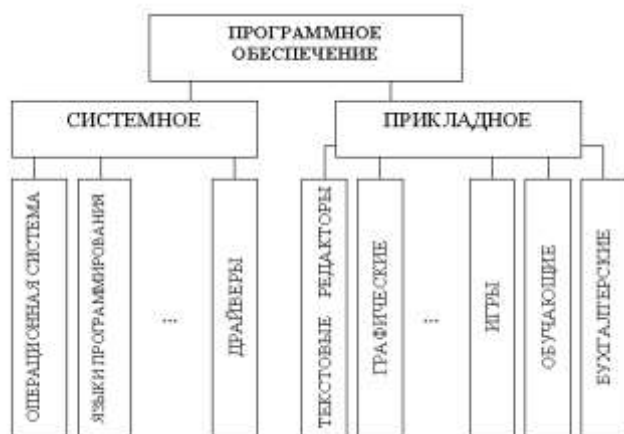 ПРОГРАММНОЕ
ОБЕСПЕЧЕНИЕ
СИСТЕМНОЕ
ПРИКЛАДНОЕ
ОПЕРАЦИОННАЯ СИСТЕМА
ЯЗЫКИ ПРОГРАММИРОВАНИЯ
...
ДРАЙВЕРЫ
ТЕКСТОВЫЕ РЕДАКТОРЫ
ГРАФИЧЕСКИЕ
...
ИГРЫ
ОБУЧАЮЩИЕ
БУХГАЛТЕРСКИЕ